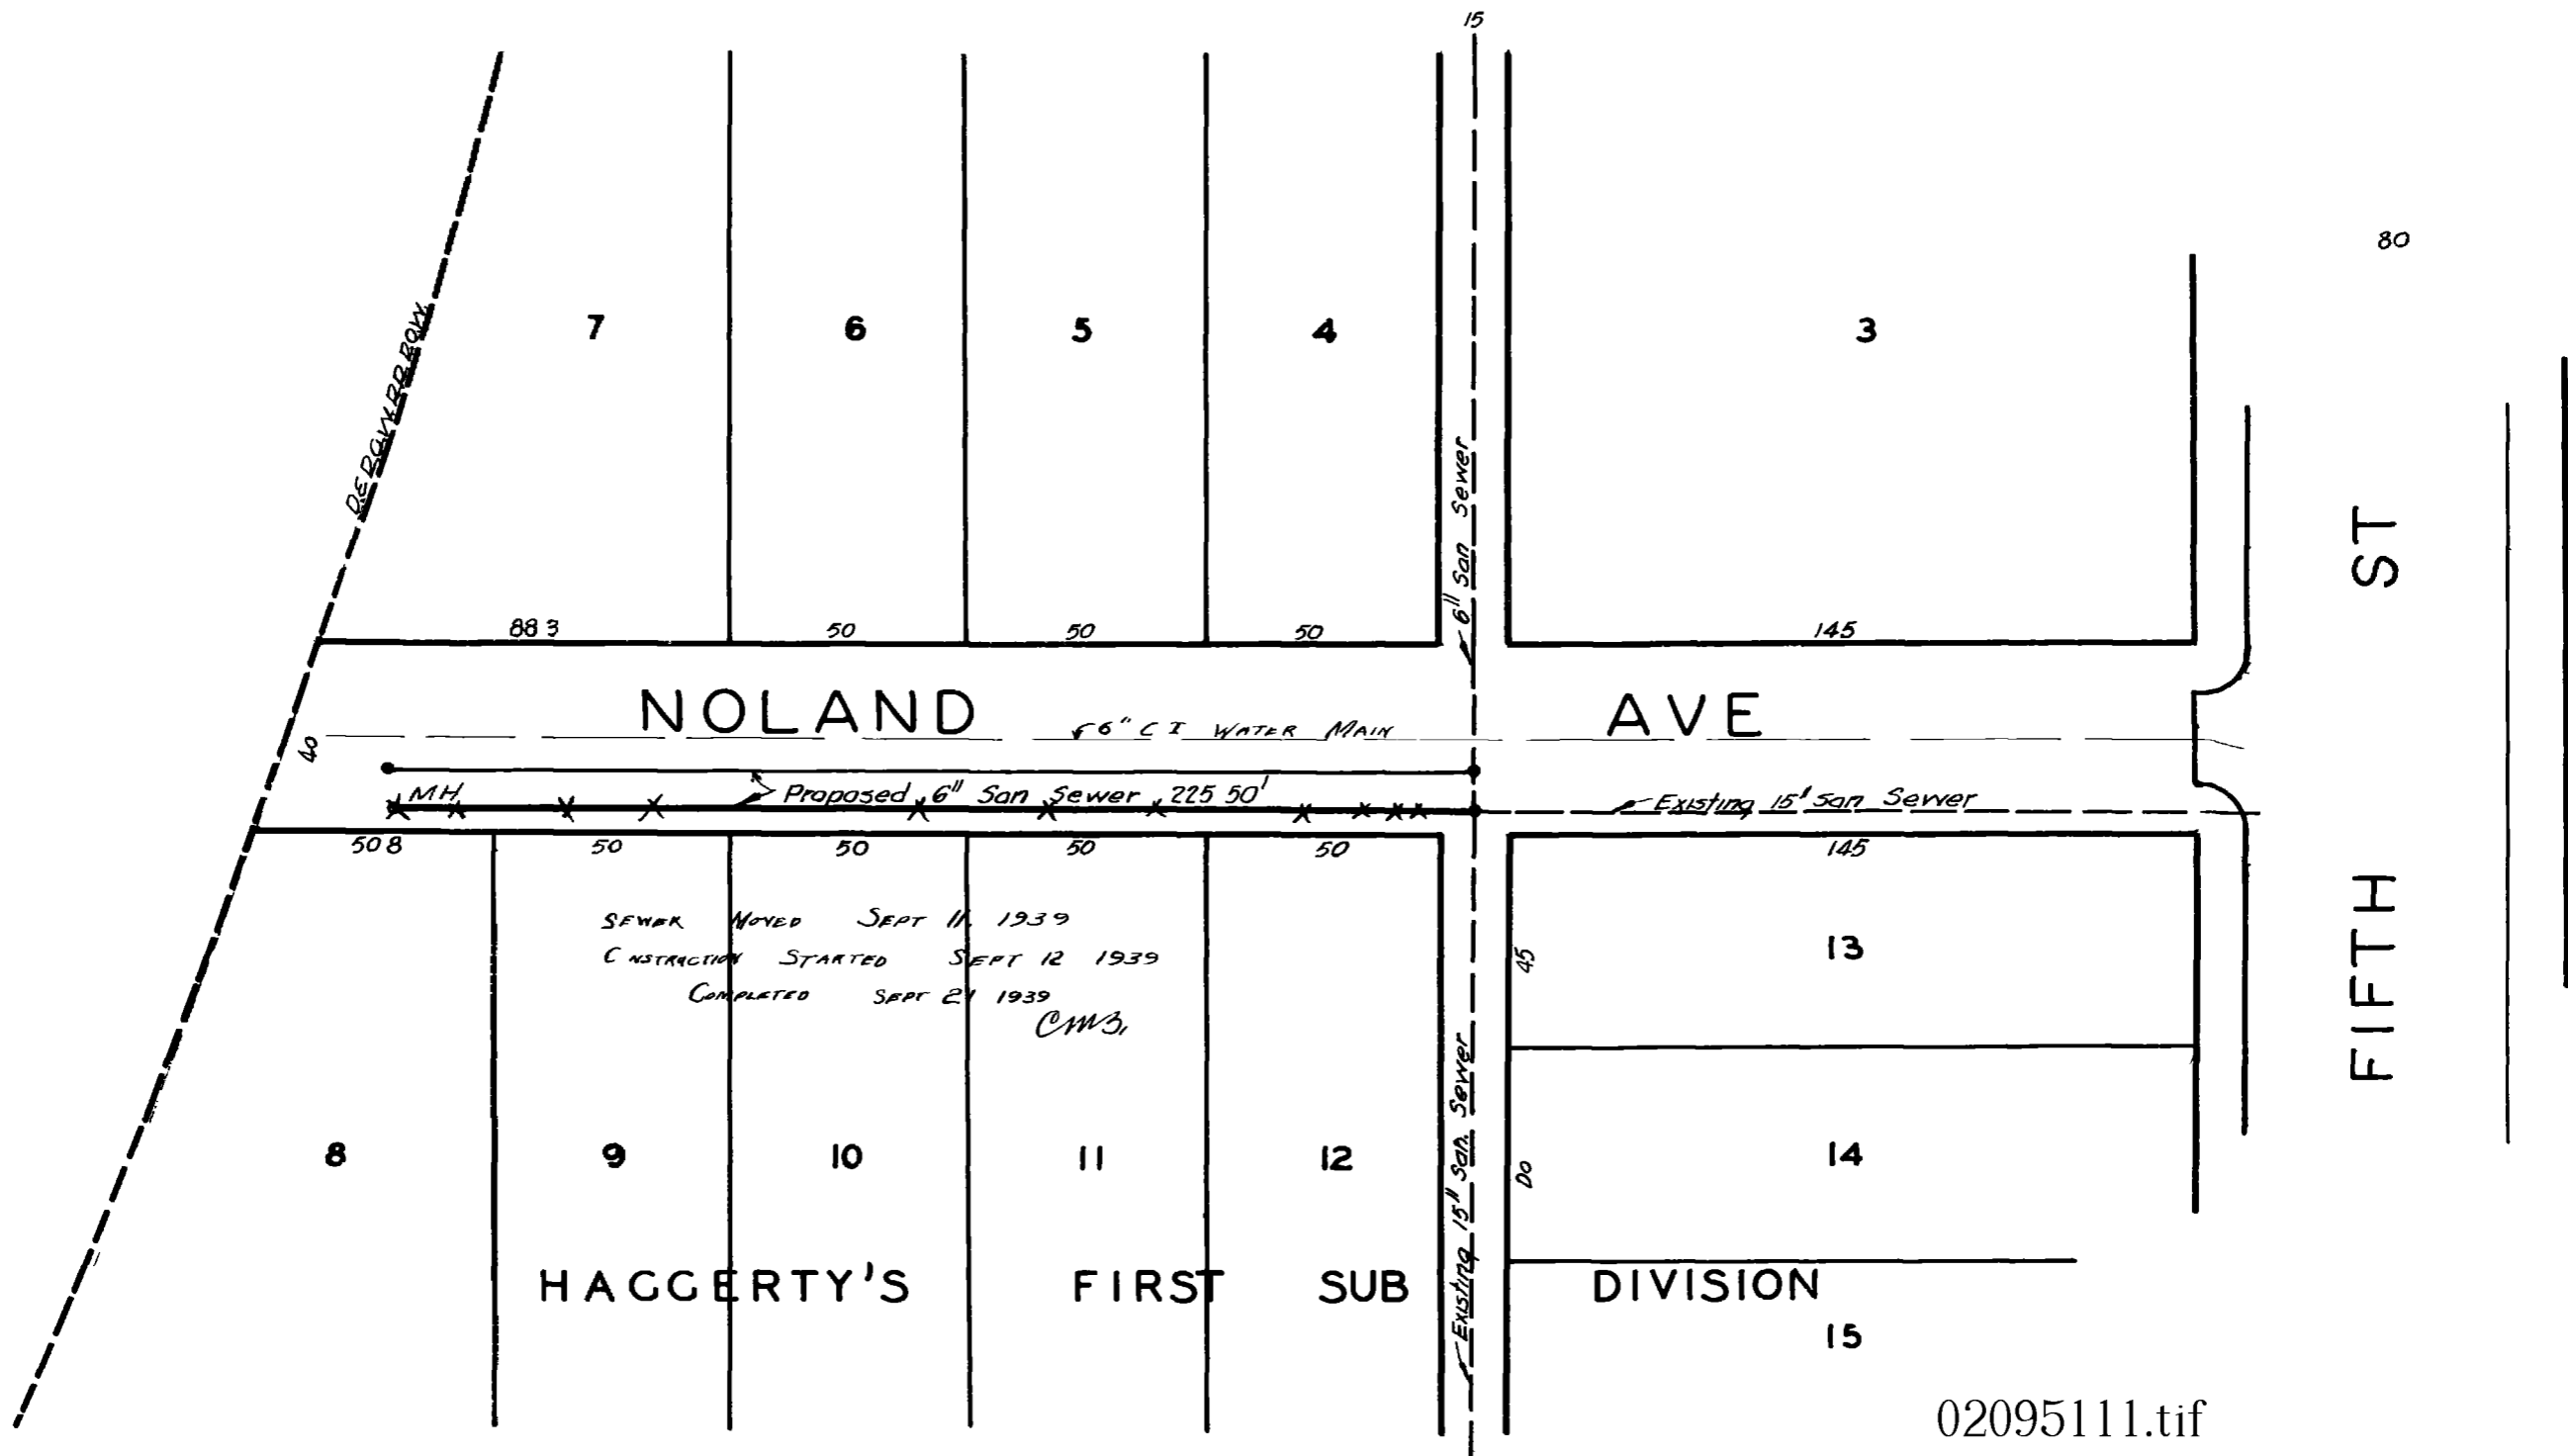 15
80
7
6
5
4
3
6" San Sewer
ST
88 3
50
50
50
145
NOLAND AVE
6" C I WATER MAIN
40
MH
Proposed 6" San Sewer 225 50'
Existing 15" San Sewer
50 8
50
50
50
50
145
SEWER MOVED SEPT 11, 1939
C NSTRUCTION STARTED SEPT 12 1939
COMPLETED SEPT 21 1939
CMB,
45
13
FIFTH
8
9
10
11
12
Existing 15" San. Sewer
DO
14
HAGGERTY'S FIRST SUB DIVISION
15
02095111.tif